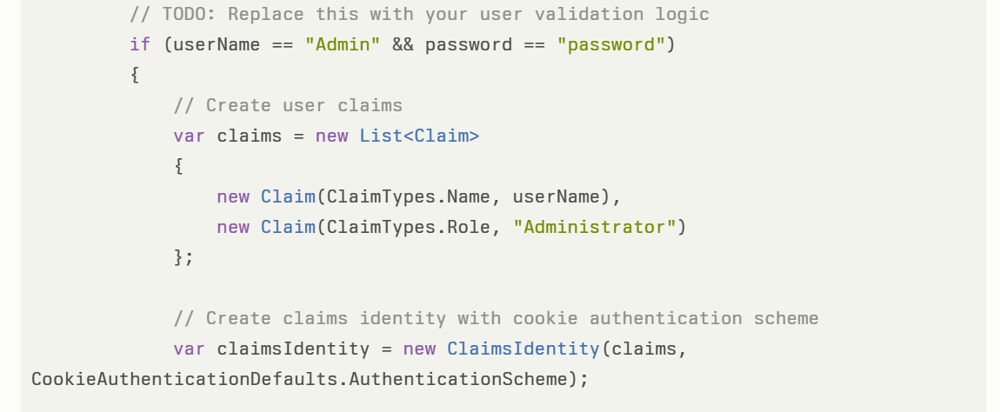 // TODO: Replace this with your user validation logic
if (userName == "Admin" && password == "password")
{
// Create user claims
var claims = new List<Claim>
{
new Claim(ClaimTypes.Name, userName),
new Claim(ClaimTypes.Role, "Administrator")
};
// Create claims identity with cookie authentication scheme
var claimsIdentity = new ClaimsIdentity(claims,
CookieAuthenticationDefaults.AuthenticationScheme);